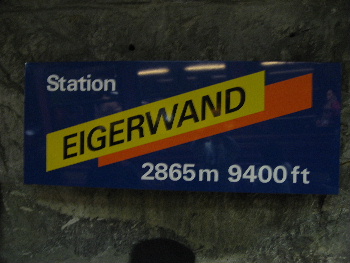 Station
EIGERWAND
2865m 9400ft